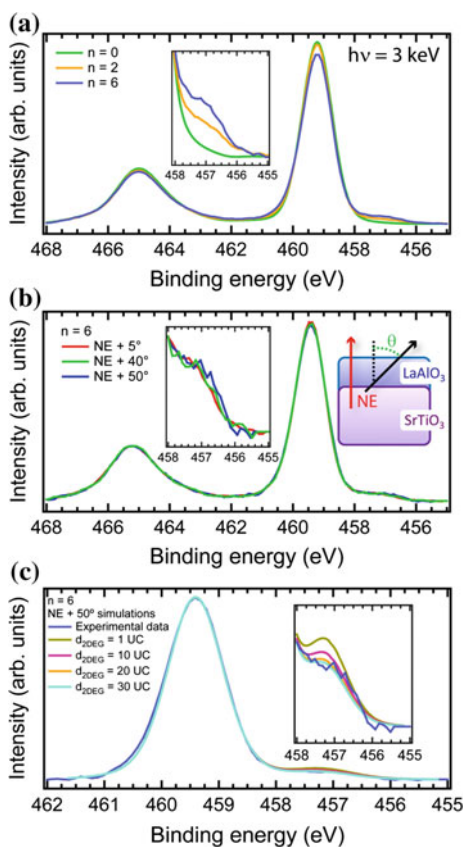 (a)
n = 0
n = 2
n = 6
hν = 3 keV
458 457 456 455
Intensity (arb. units)
468 466 464 462 460 458 456
Binding energy (eV)
(b)
n = 6
NE + 5°
NE + 40°
NE + 50°
458 457 456 455
θ
LaAlO3
NE
SrTiO3
Intensity (arb. units)
468 466 464 462 460 458 456
Binding energy (eV)
(c)
n = 6
NE + 50º simulations
Experimental data
d2DEG = 1 UC
d2DEG = 10 UC
d2DEG = 20 UC
d2DEG = 30 UC
458 457 456 455
Intensity (arb. units)
462 461 460 459 458 457 456 455
Binding energy (eV)